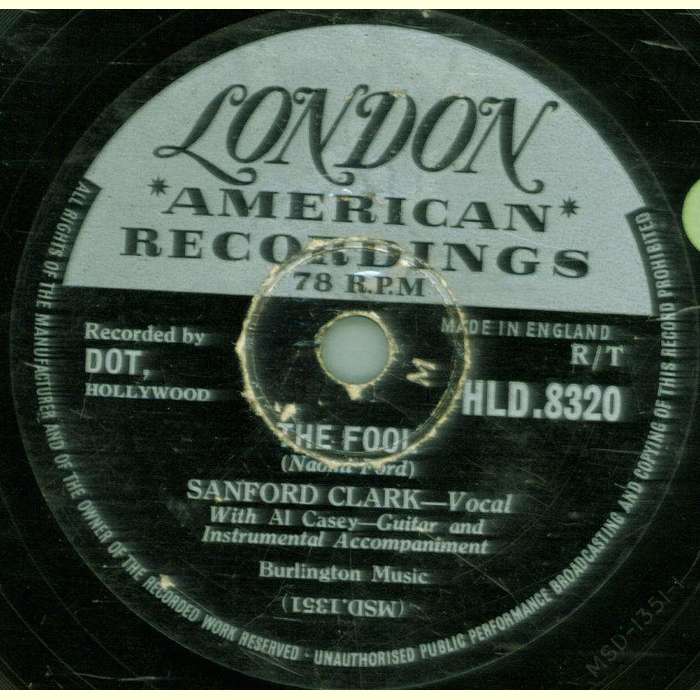 LONDON
*AMERICAN*
RECORDINGS
78 R.P.M
ALL RIGHTS OF THE MANUFACTURER AND OF THE OWNER OF THE RECORDED WORK RESERVED · UNAUTHORISED PUBLIC PERFORMANCE BROADCASTING AND COPYING OF THIS RECORD PROHIBITED
Recorded by
DOT,
HOLLYWOOD
MADE IN ENGLAND
R/T
HLD.8320
M
THE FOOL
(Naomi Ford)
SANFORD CLARK—Vocal
With Al Casey—Guitar and
Instrumental Accompaniment
Burlington Music
(MSD.1351)
MSD-1351-1